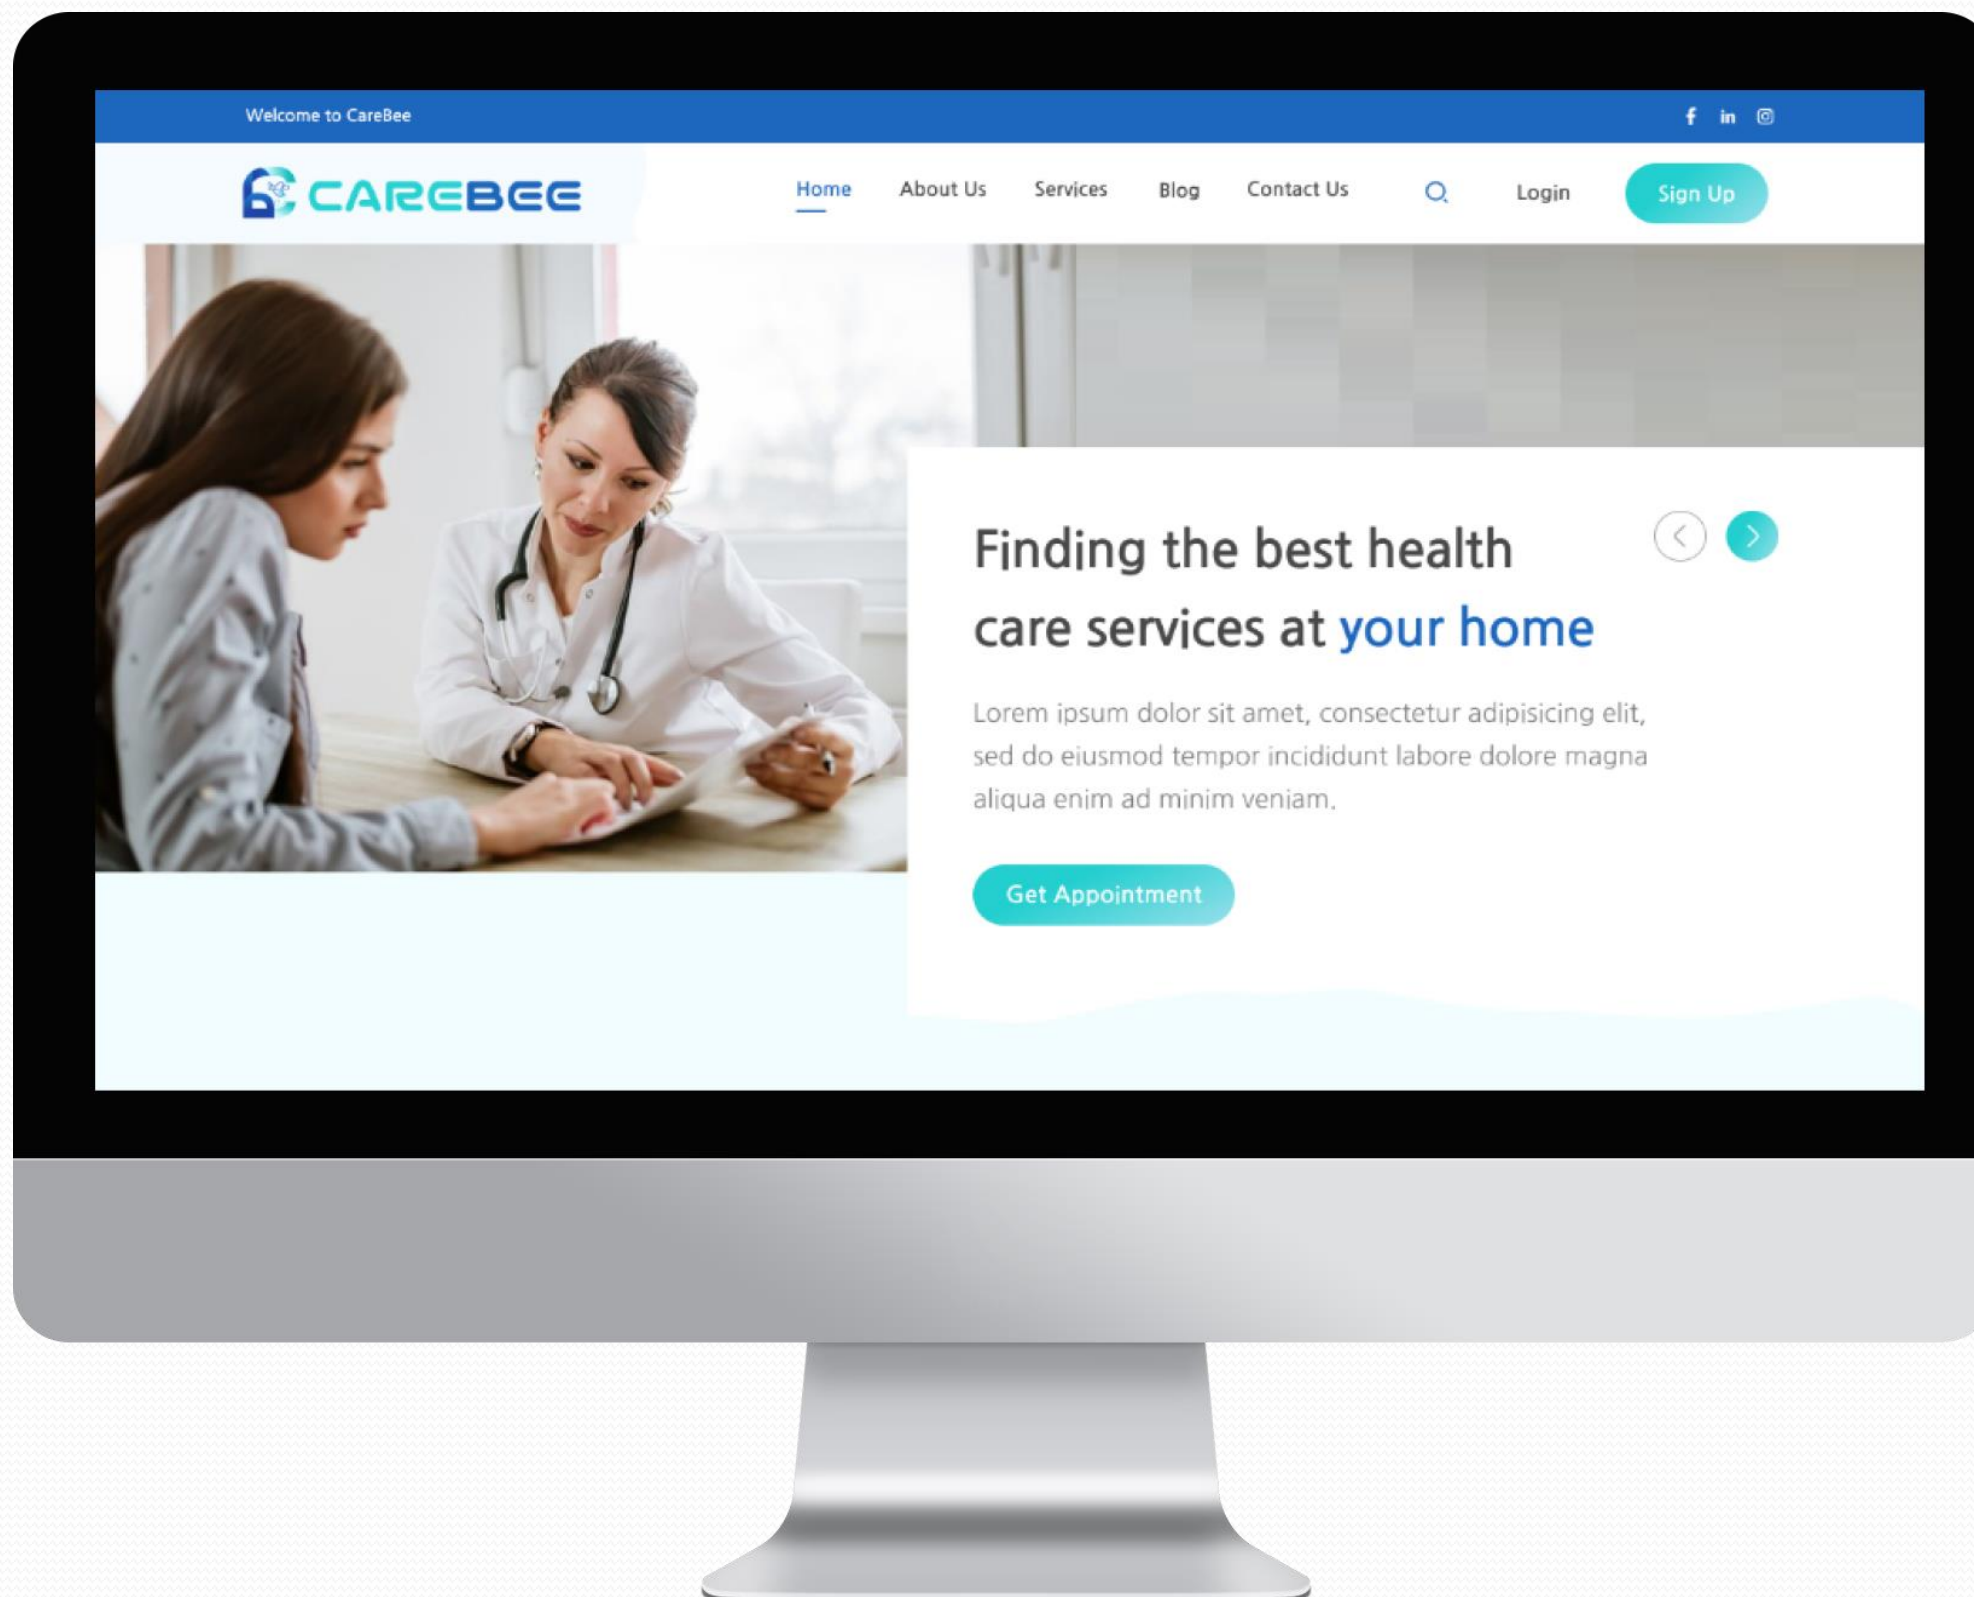 Welcome to CareBee
CAREBEE
Home About Us Services Blog Contact Us Login Sign Up
Finding the best health
care services at your home
Lorem ipsum dolor sit amet, consectetur adipisicing elit,
sed do eiusmod tempor incididunt labore dolore magna
aliqua enim ad minim veniam.
Get Appointment